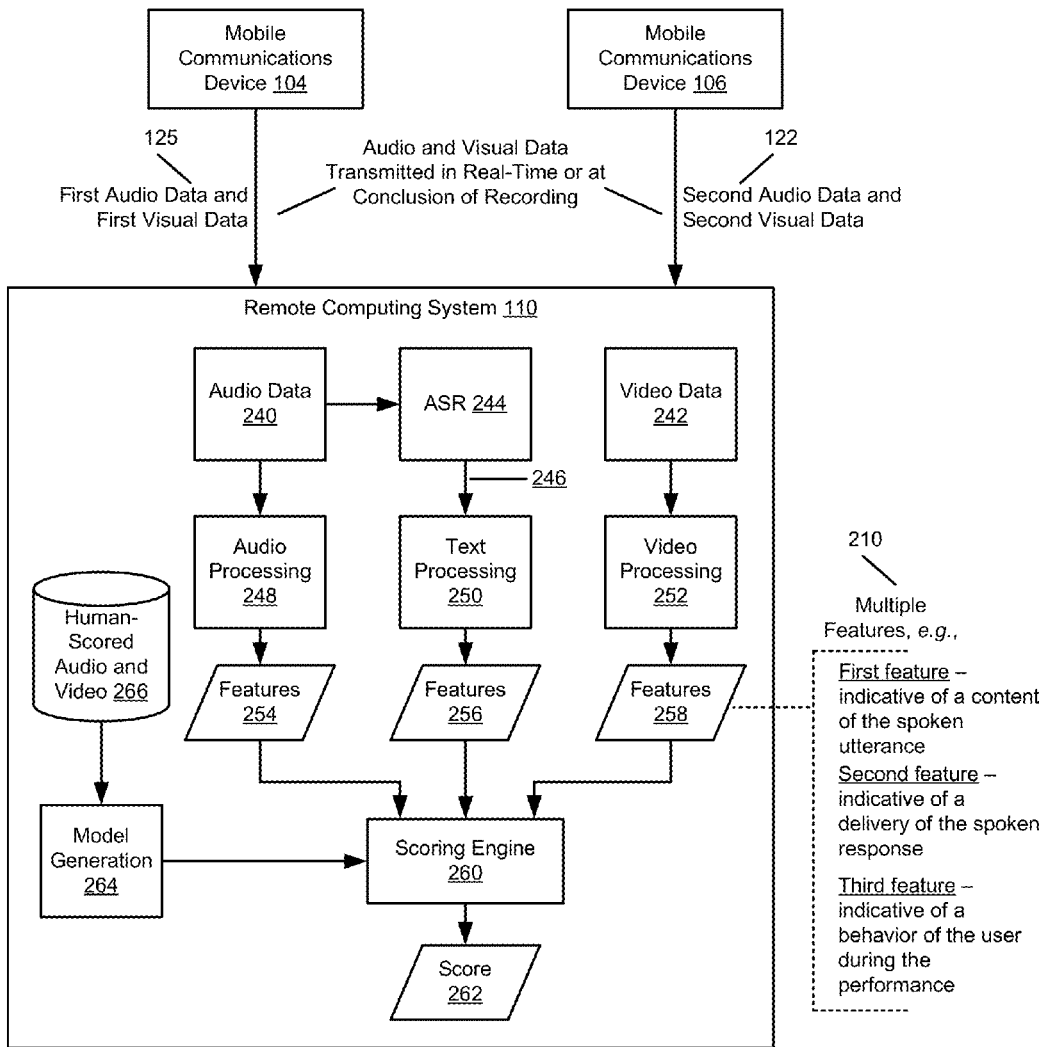 Mobile
Communications
Device 104
Mobile
Communications
Device 106
125
First Audio Data and
First Visual Data
Audio and Visual Data
Transmitted in Real-Time or at
Conclusion of Recording
122
Second Audio Data and
Second Visual Data
Remote Computing System 110
Audio Data
240
ASR 244
Video Data
242
246
Audio
Processing
248
Text
Processing
250
Video
Processing
252
Human-
Scored
Audio and
Video 266
Features
254
Features
256
Features
258
210
Multiple
Features, e.g.,
First feature –
indicative of a content
of the spoken
utterance
Second feature –
indicative of a
delivery of the spoken
response
Third feature –
indicative of a
behavior of the user
during the
performance
Model
Generation
264
Scoring Engine
260
Score
262